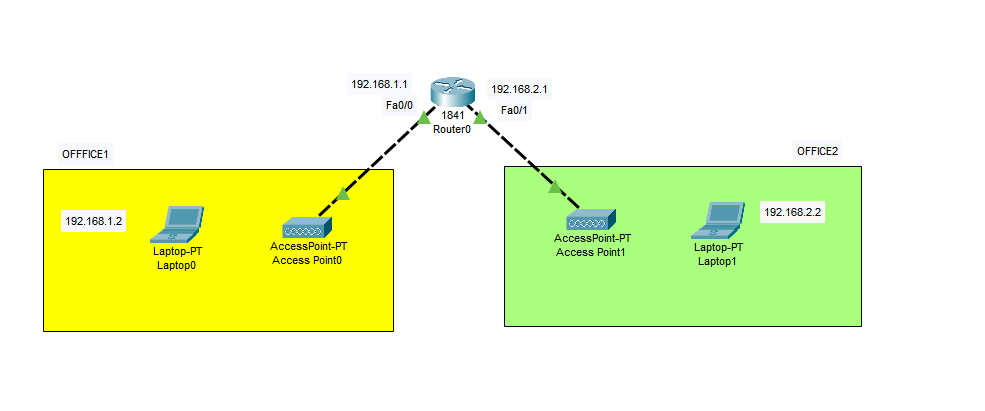 192.168.1.1
192.168.2.1
Fa0/0
Fa0/1
1841
Router0
OFFFICE1
OFFICE2
192.168.1.2
Laptop-PT
Laptop0
AccessPoint-PT
Access Point0
AccessPoint-PT
Access Point1
192.168.2.2
Laptop-PT
Laptop1